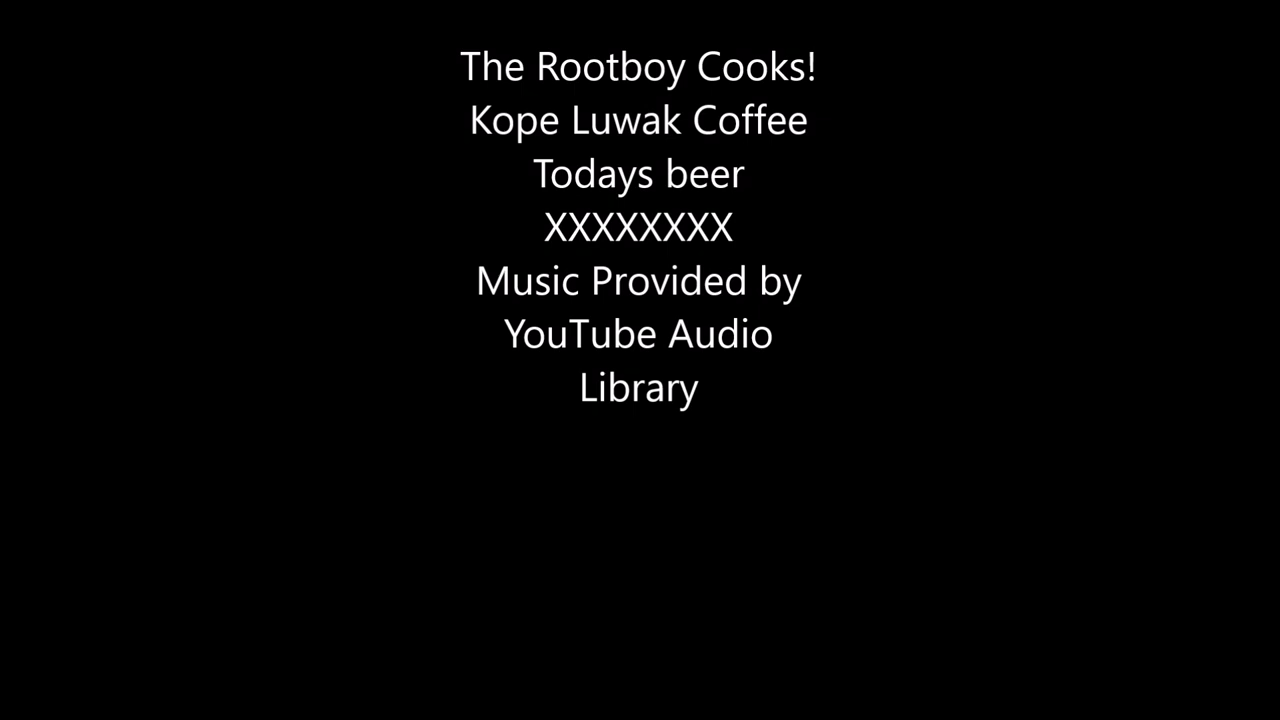 The Rootboy Cooks!
Kope Luwak Coffee
Todays beer
XXXXXXXX
Music Provided by
YouTube Audio
Library